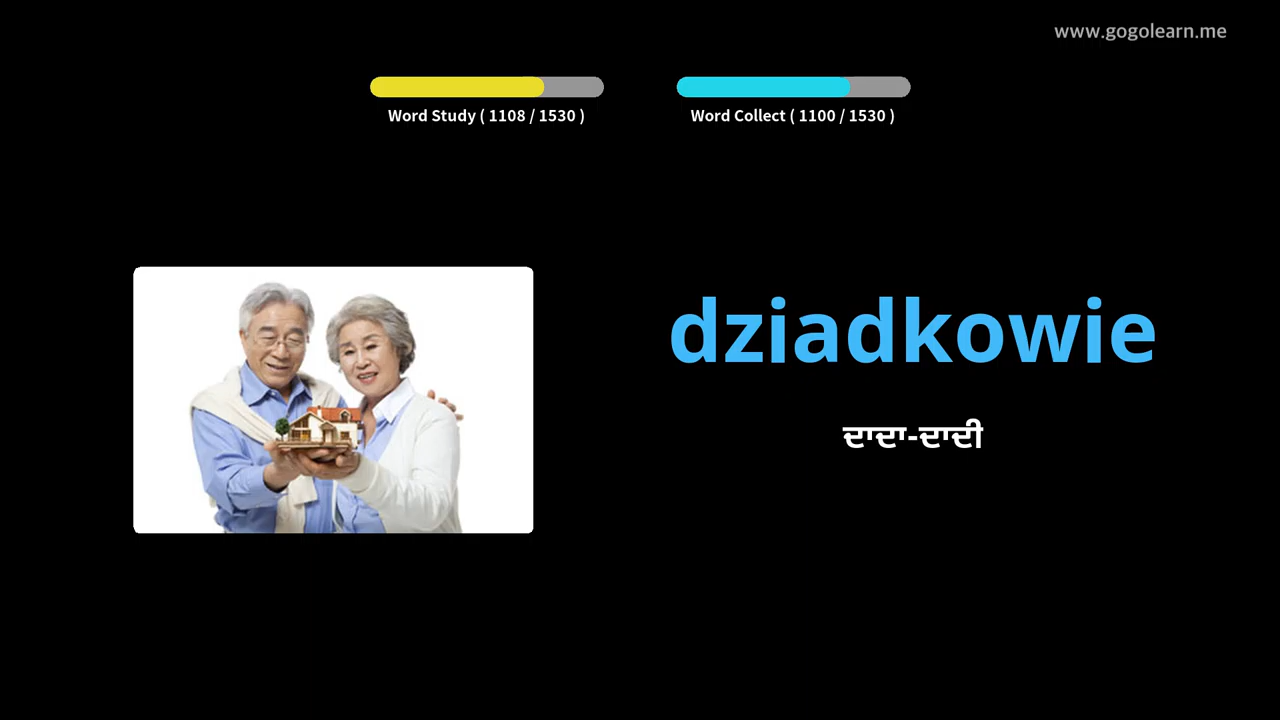 www.gogolearn.me
Word Study ( 1108 / 1530 )
Word Collect ( 1100 / 1530 )
dziadkowie
ਦਾਦਾ-ਦਾਦੀ